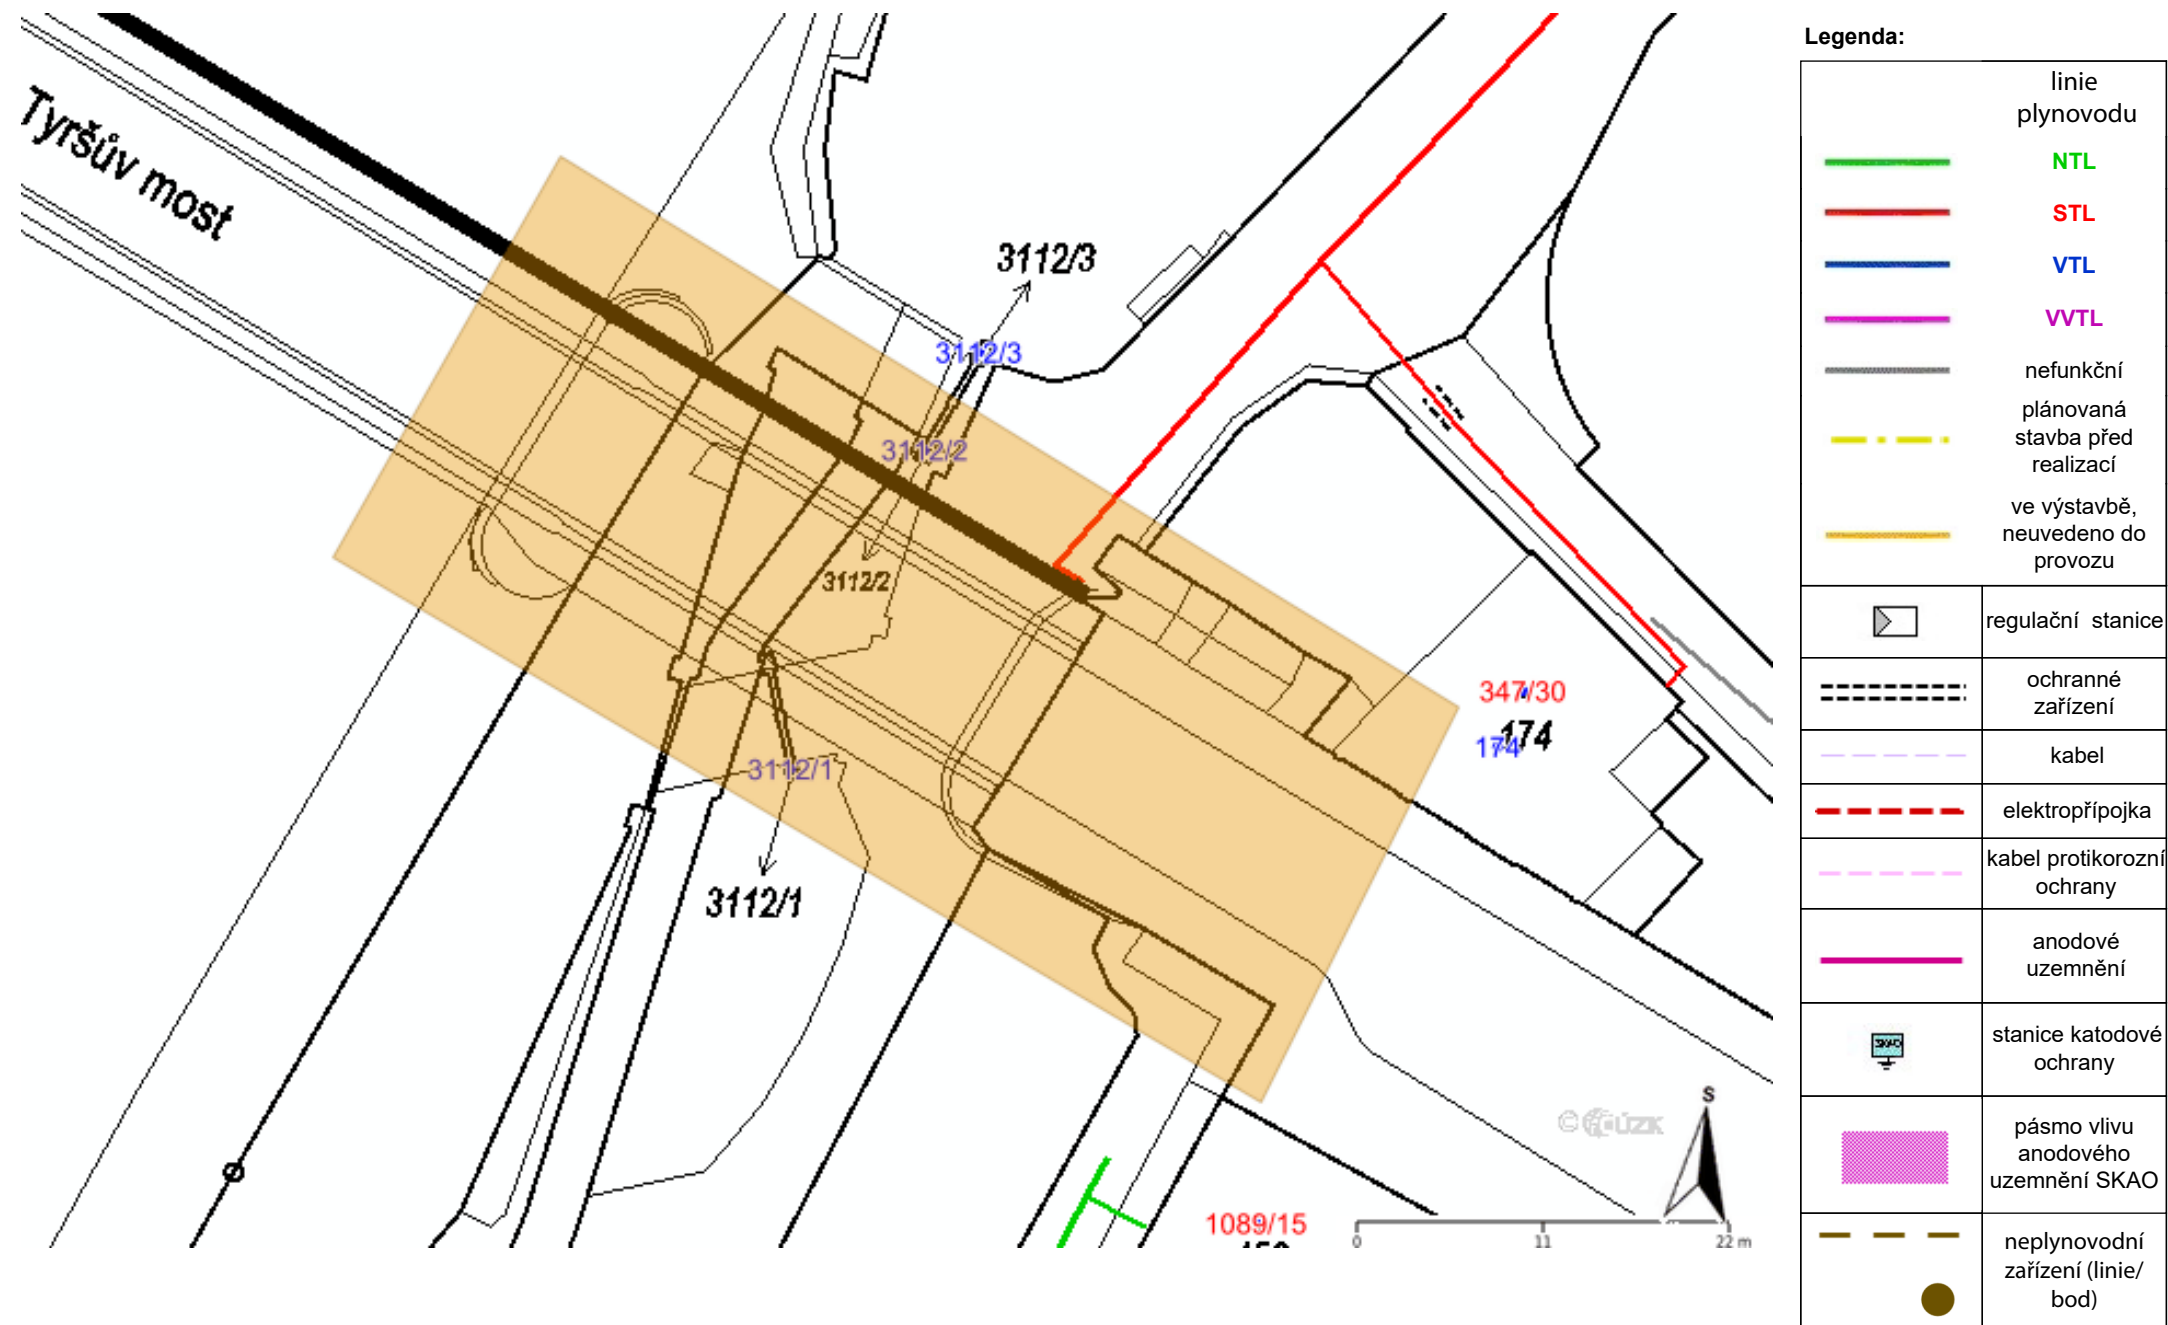 Tyršův most
3112/3
3112/3
3112/2
3112/2
3112/1
3112/1
347/30
174
174
1089/15
© ČÚZK
S
0 11 22 m
Legenda:
linie
plynovodu
NTL
STL
VTL
VVTL
nefunkční
plánovaná
stavba před
realizací
ve výstavbě,
neuvedeno do
provozu
regulační stanice
ochranné
zařízení
kabel
elektropřípojka
kabel protikorozní
ochrany
anodové
uzemnění
SKAO
stanice katodové
ochrany
pásmo vlivu
anodového
uzemnění SKAO
neplynovodní
zařízení (linie/
bod)